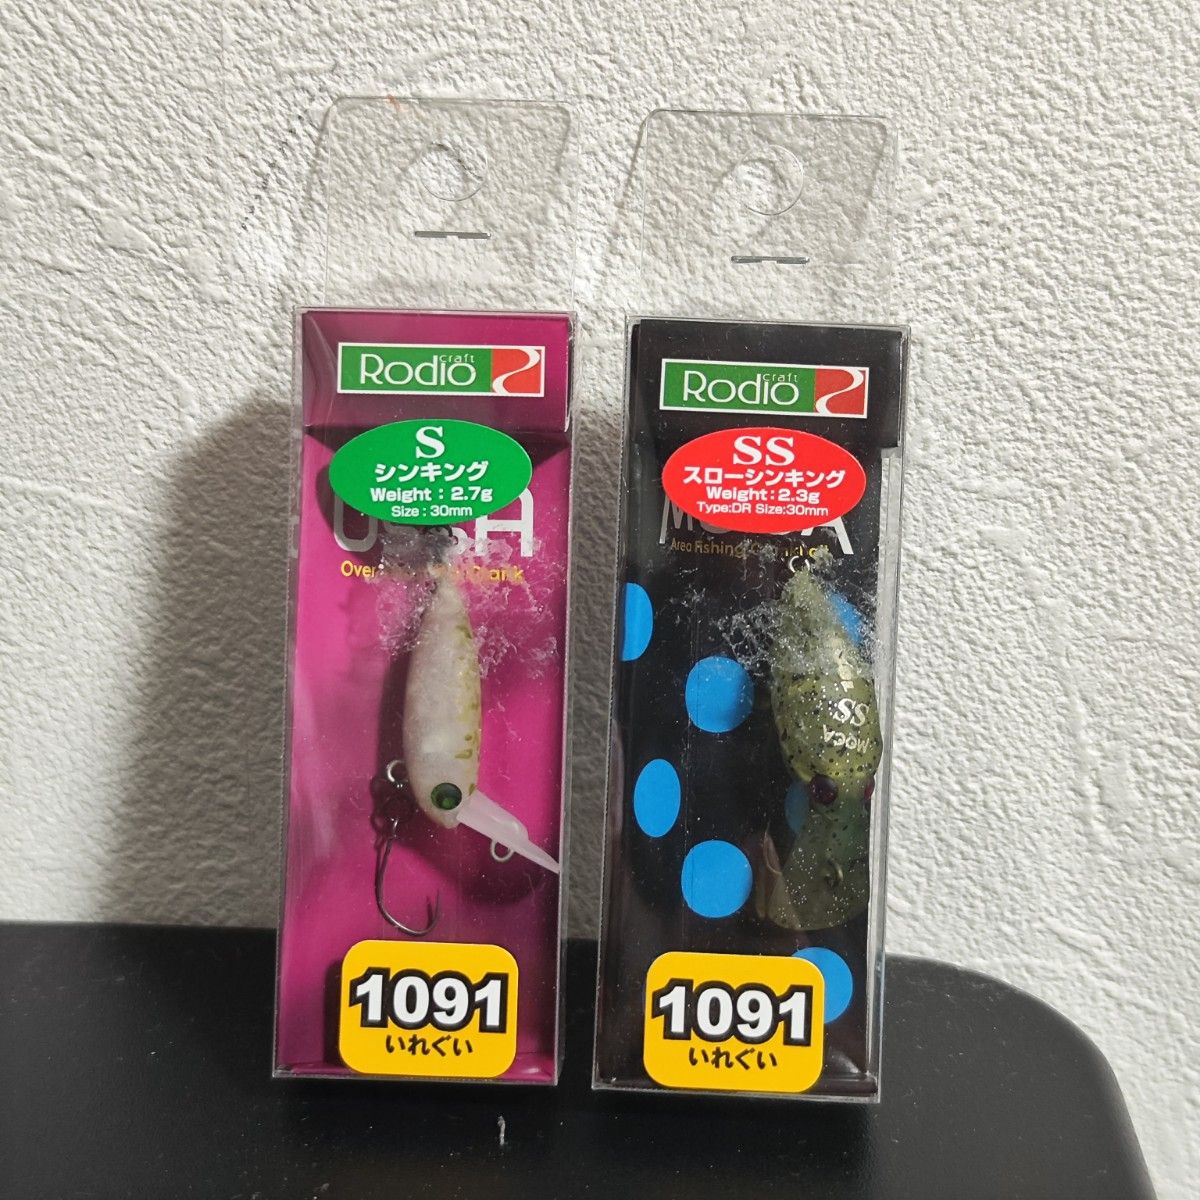 Rodio craft
S
シンキング
Weight : 2.7g
Size : 30mm
1091
いれぐい
Rodio craft
SS
スローシンキング
Weight : 2.3g
Type:DR Size:30mm
Area Fishing
MOCA
SS
1091
いれぐい